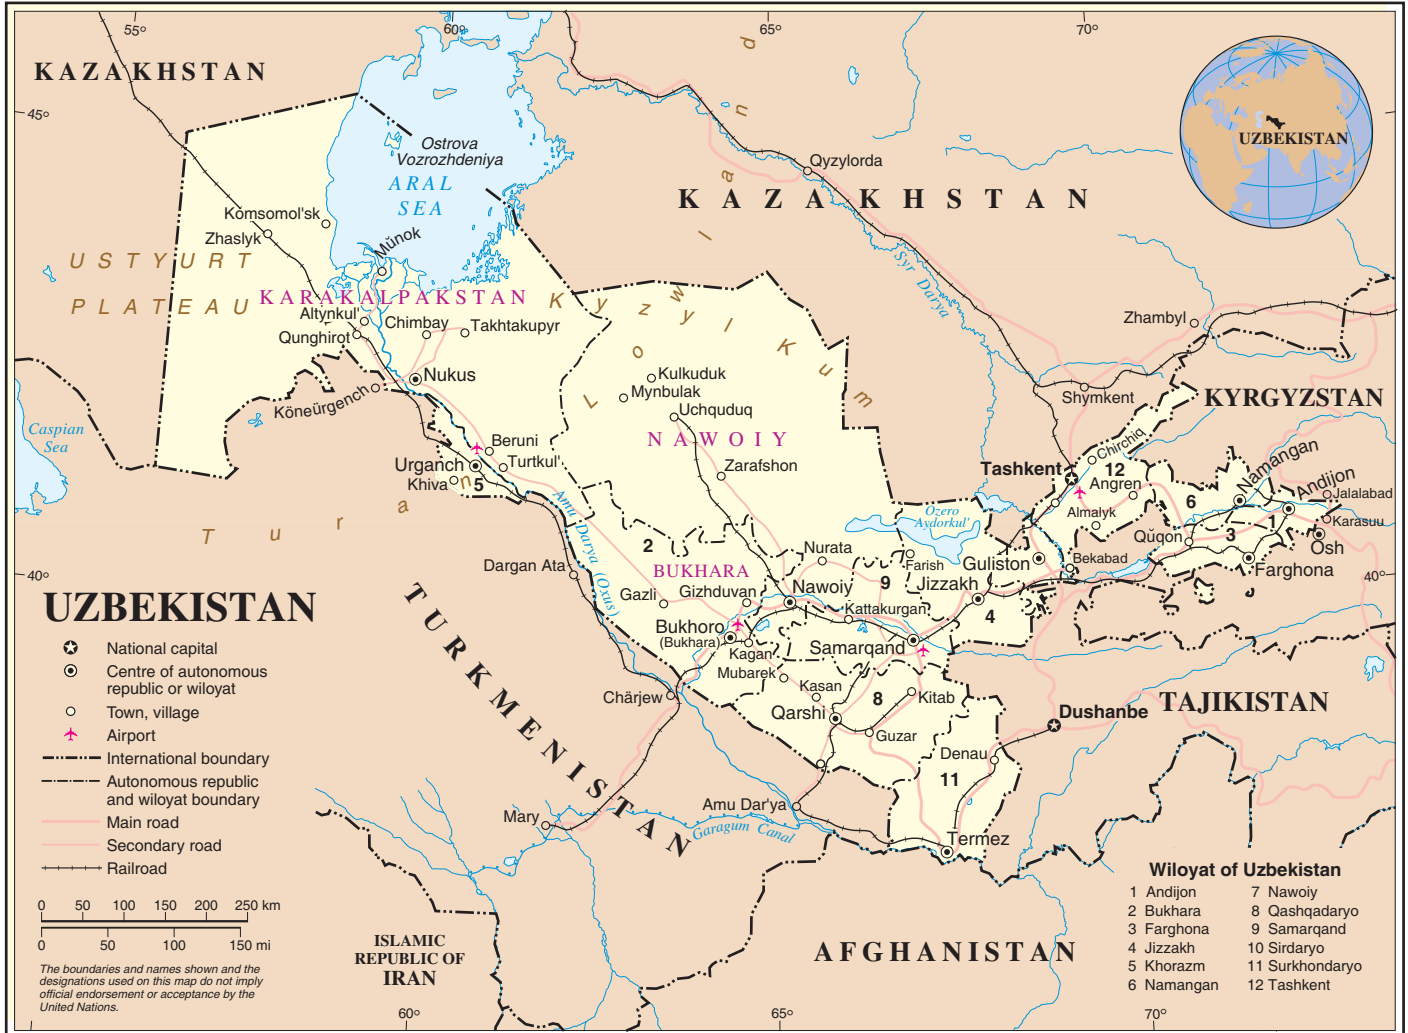 55°
60°
65°
70°
KAZAKHSTAN
45°
Ostrova
Vozrozhdeniya
ARAL
SEA
Komsomol'sk
Zhaslyk
Mŭnok
USTYURT
PLATEAU
KARAKALPAKSTAN
Altynkul'
Chimbay
Takhtakupyr
Qunghirot
Nukus
Köneürgench
Caspian
Sea
Beruni
Urganch
Turtkul'
Khiva
5
Turan
Lowland
Kyzyl Kum
KAZAKHSTAN
Qyzylorda
Syr
Darya
Zhambyl
Shymkent
KYRGYZSTAN
UZBEKISTAN
Kulkuduk
Mynbulak
Uchquduq
NAWOIY
Zarafshon
Tashkent
Chirchiq
12
Angren
Almalyk
Namangan
6
Andijon
Jalalabad
1
Karasuu
Qŭqon
3
Osh
Farghona
Ozero
Aydorkul'
Amu Darya (Oxus)
2
BUKHARA
Nurata
Farish
9
Guliston
Bekabad
Jizzakh
4
Dargan Ata
Gazli
Gizhduvan
Nawoiy
Kattakurgan
Bukhoro
(Bukhara)
Kagan
Samarqand
Mubarek
Kasan
8
Kitab
Chärjew
Qarshi
Guzar
Denau
11
Dushanbe
TAJIKISTAN
40°
40°
TURKMENISTAN
Amu Dar'ya
Mary
Garagum Canal
Termez
AFGHANISTAN
ISLAMIC
REPUBLIC OF
IRAN
UZBEKISTAN
National capital
Centre of autonomous
republic or wiloyat
Town, village
Airport
International boundary
Autonomous republic
and wiloyat boundary
Main road
Secondary road
Railroad
0 50 100 150 200 250 km
0 50 100 150 mi
The boundaries and names shown and the
designations used on this map do not imply
official endorsement or acceptance by the
United Nations.
Wiloyat of Uzbekistan
1 Andijon
2 Bukhara
3 Farghona
4 Jizzakh
5 Khorazm
6 Namangan
7 Nawoiy
8 Qashqadaryo
9 Samarqand
10 Sirdaryo
11 Surkhondaryo
12 Tashkent
60°
65°
70°